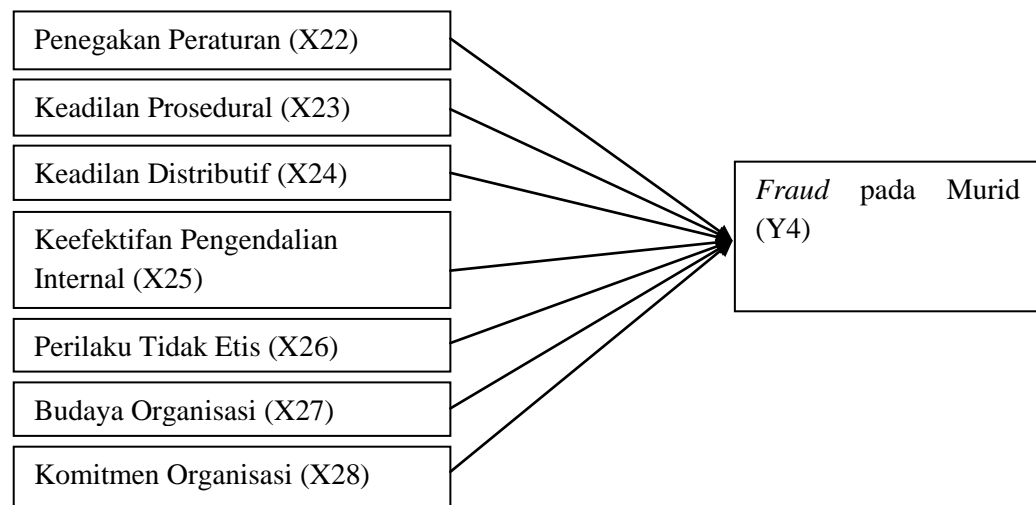 Penegakan Peraturan (X22)
Keadilan Prosedural (X23)
Keadilan Distributif (X24)
Keefektifan Pengendalian
Internal (X25)
Perilaku Tidak Etis (X26)
Budaya Organisasi (X27)
Komitmen Organisasi (X28)
Fraud pada Murid
(Y4)